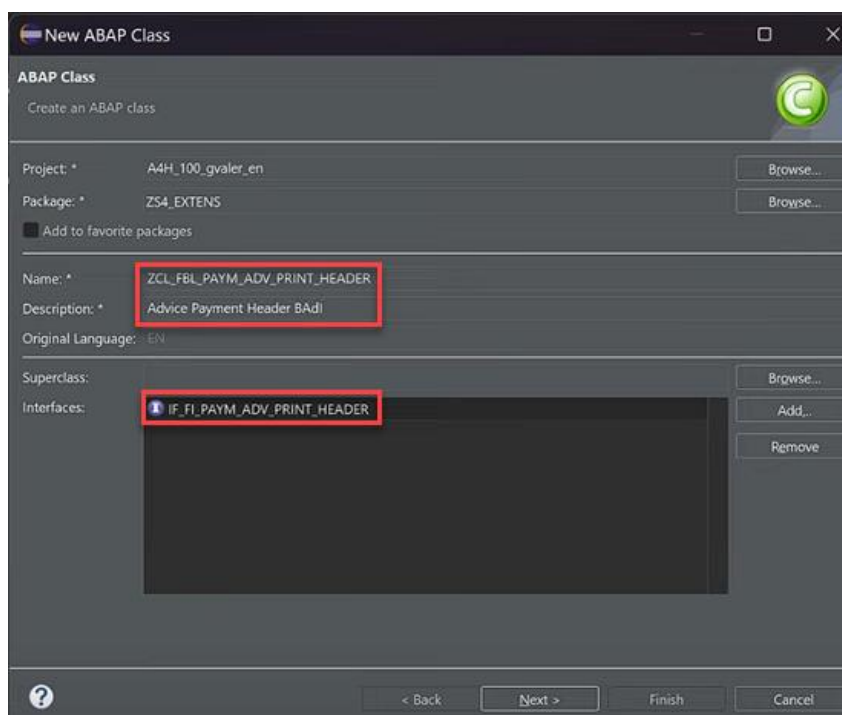 New ABAP Class
ABAP Class
Create an ABAP class
Project: * A4H_100_gvaler_en Browse...
Package: * ZS4_EXTENS Browse...
Add to favorite packages
Name: * ZCL_FBL_PAYM_ADV_PRINT_HEADER
Description: * Advice Payment Header BAdI
Original Language: EN
Superclass: Browse...
Interfaces: IF_FI_PAYM_ADV_PRINT_HEADER Add...
Remove
< Back Next > Finish Cancel